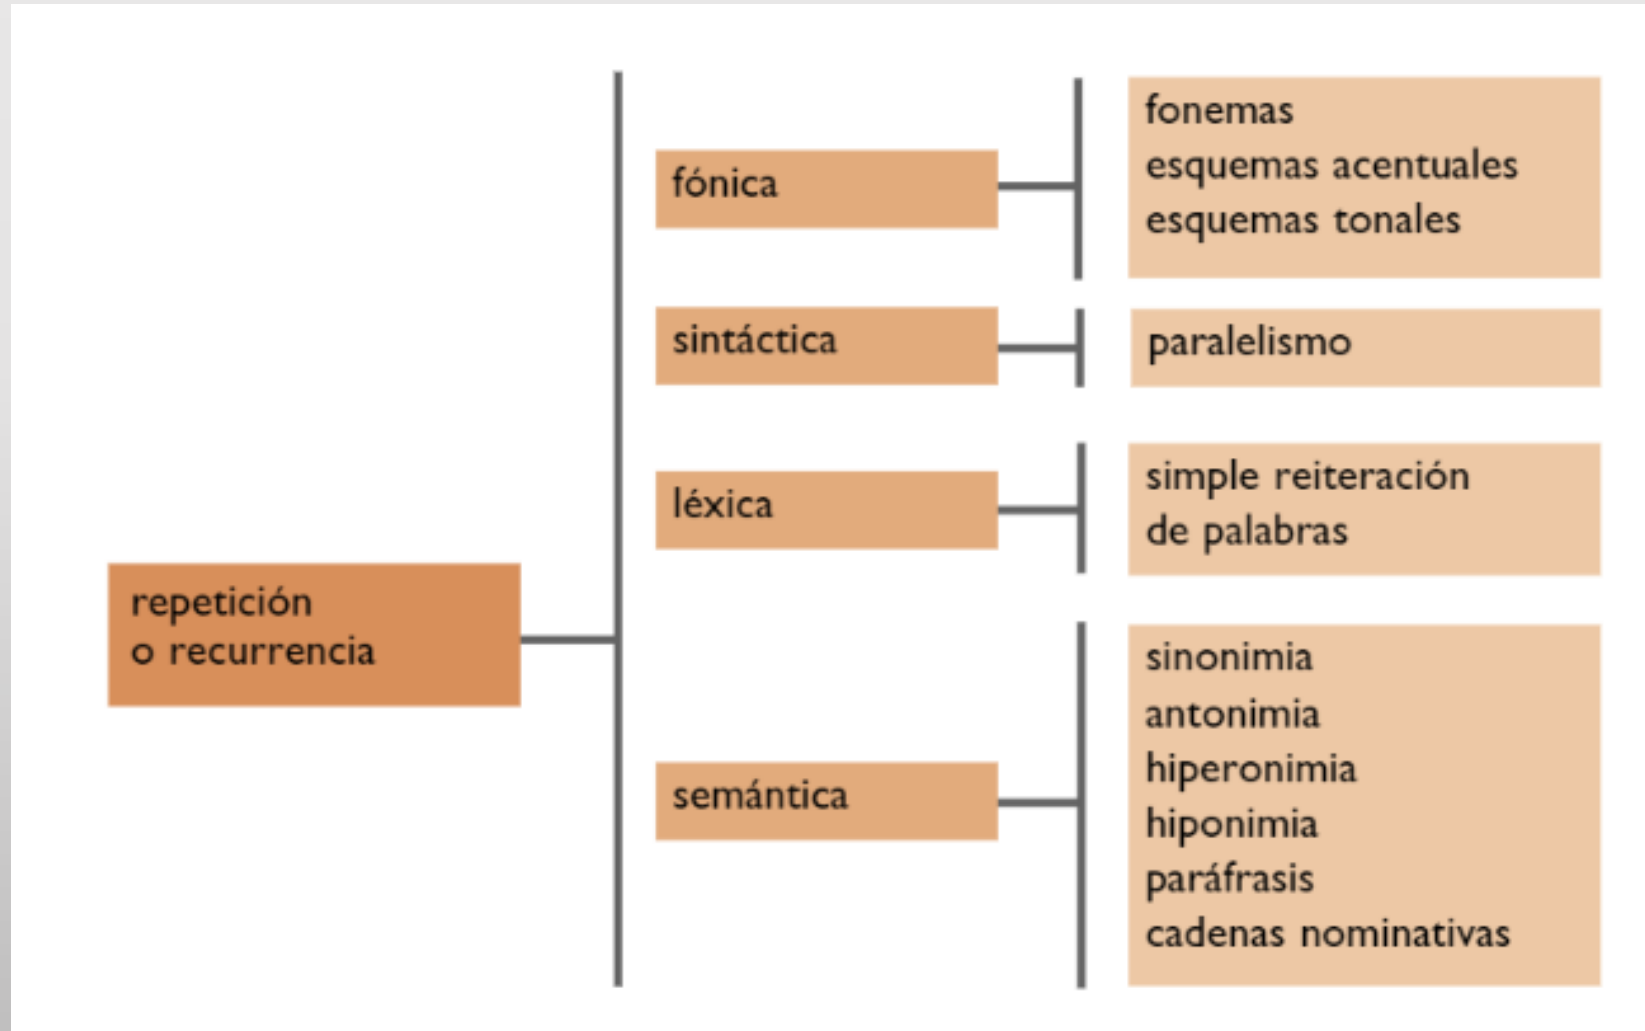 repetición
o recurrencia
fónica
fonemas
esquemas acentuales
esquemas tonales
sintáctica
paralelismo
léxica
simple reiteración
de palabras
semántica
sinonimia
antonimia
hiperonimia
hiponimia
paráfrasis
cadenas nominativas